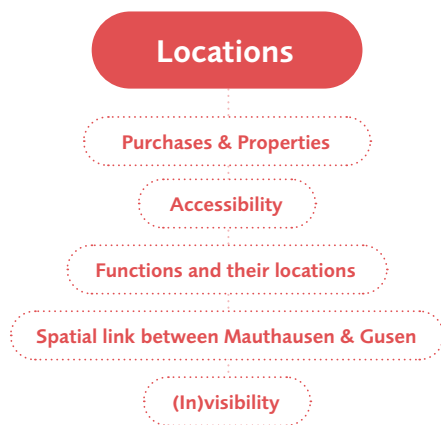 Locations
Purchases & Properties
Accessibility
Functions and their locations
Spatial link between Mauthausen & Gusen
(In)visibility